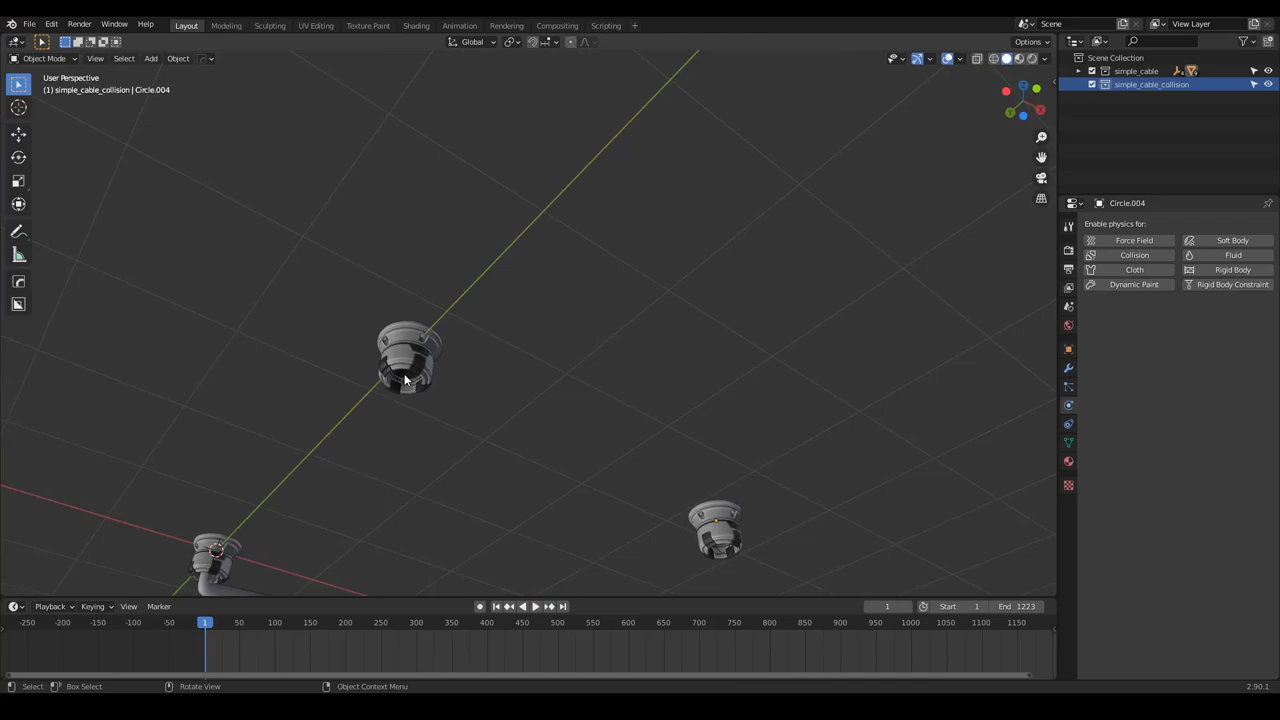 File Edit Render Window Help Layout Modeling Sculpting UV Editing Texture Paint Shading Animation Rendering Compositing Scripting + Scene View Layer
Global Options
Object Mode View Select Add Object
User Perspective
(1) simple_cable_collision | Circle.004
Scene Collection
simple_cable
simple_cable_collision
Circle.004
Enable physics for:
Force Field Soft Body
Collision Fluid
Cloth Rigid Body
Dynamic Paint Rigid Body Constraint
Playback Keying View Marker 1 Start 1 End 1223
-250 -200 -150 -100 -50 1 50 100 150 200 250 300 350 400 450 500 550 600 650 700 750 800 850 900 950 1000 1050 1100 1150
Select Box Select Rotate View Object Context Menu 2.90.1